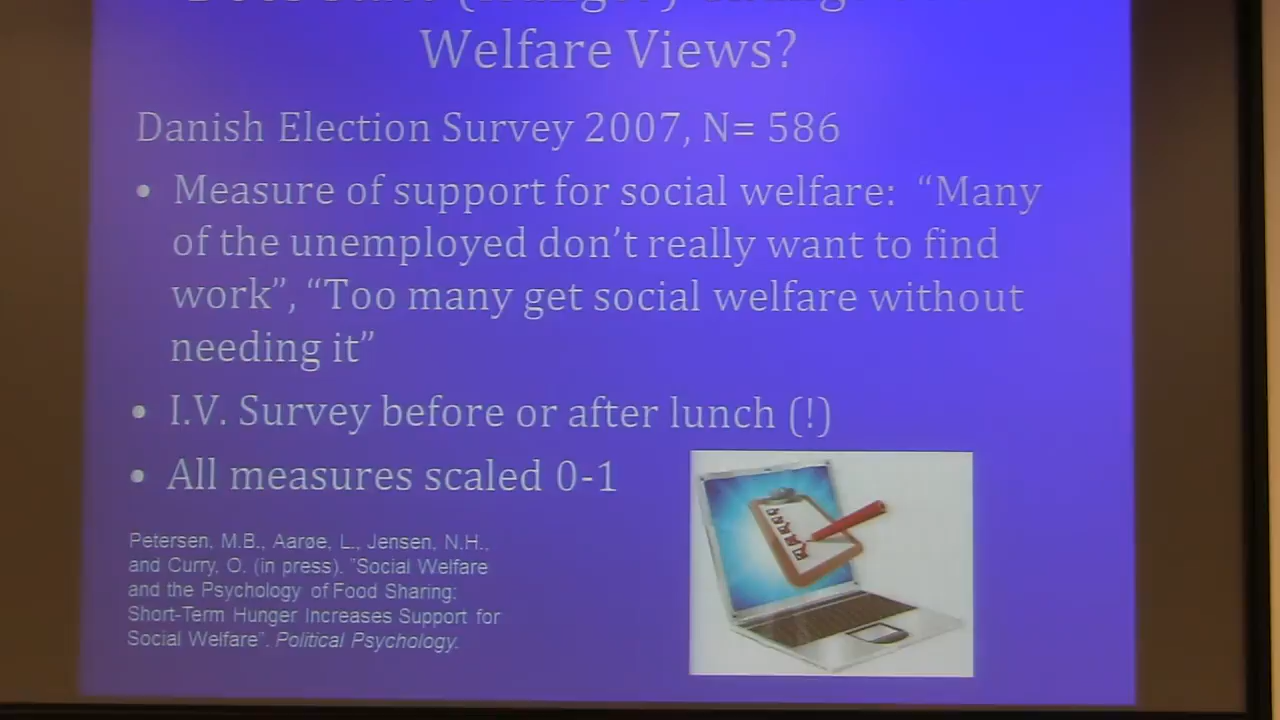 Welfare Views?
Danish Election Survey 2007, N= 586
• Measure of support for social welfare: “Many
of the unemployed don’t really want to find
work”, “Too many get social welfare without
needing it”
• I.V. Survey before or after lunch (!)
• All measures scaled 0-1
Petersen, M.B., Aarøe, L., Jensen, N.H.,
and Curry, O. (in press). "Social Welfare
and the Psychology of Food Sharing:
Short-Term Hunger Increases Support for
Social Welfare". Political Psychology.